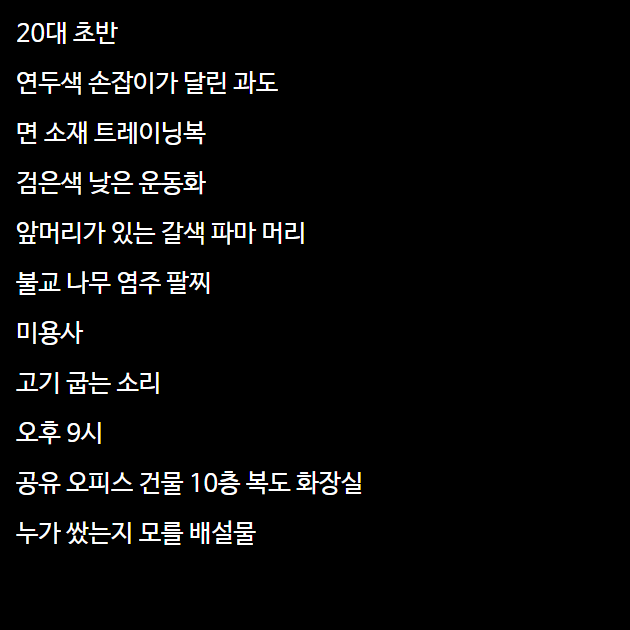 20대 초반
연두색 손잡이가 달린 과도
면 소재 트레이닝복
검은색 낮은 운동화
앞머리가 있는 갈색 파마 머리
불교 나무 염주 팔찌
미용사
고기 굽는 소리
오후 9시
공유 오피스 건물 10층 복도 화장실
누가 쌌는지 모를 배설물